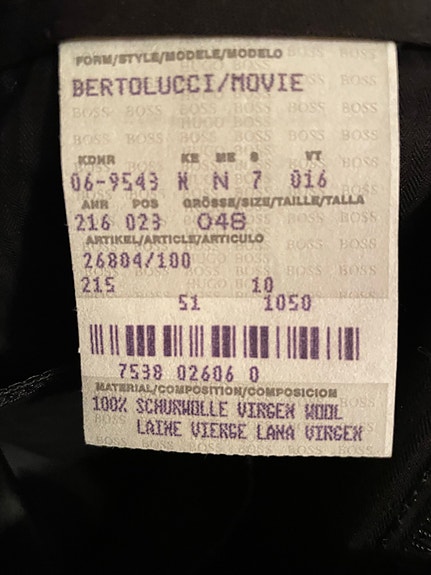 FORM/STYLE/MODELE/MODELO
BERTOLUCCI/MOVIE
KDNR KE ME S VT
06-9543 N N 7 016
ANR POS GRÖSSE/SIZE/TAILLE/TALLA
216 023 048
ARTIKEL/ARTICLE/ARTICULO
26804/100
215 10
51 1050
7538 02606 0
MATERIAL/COMPOSITION/COMPOSICION
100% SCHURWOLLE VIRGEN WOOL
LAINE VIERGE LANA VIRGEN